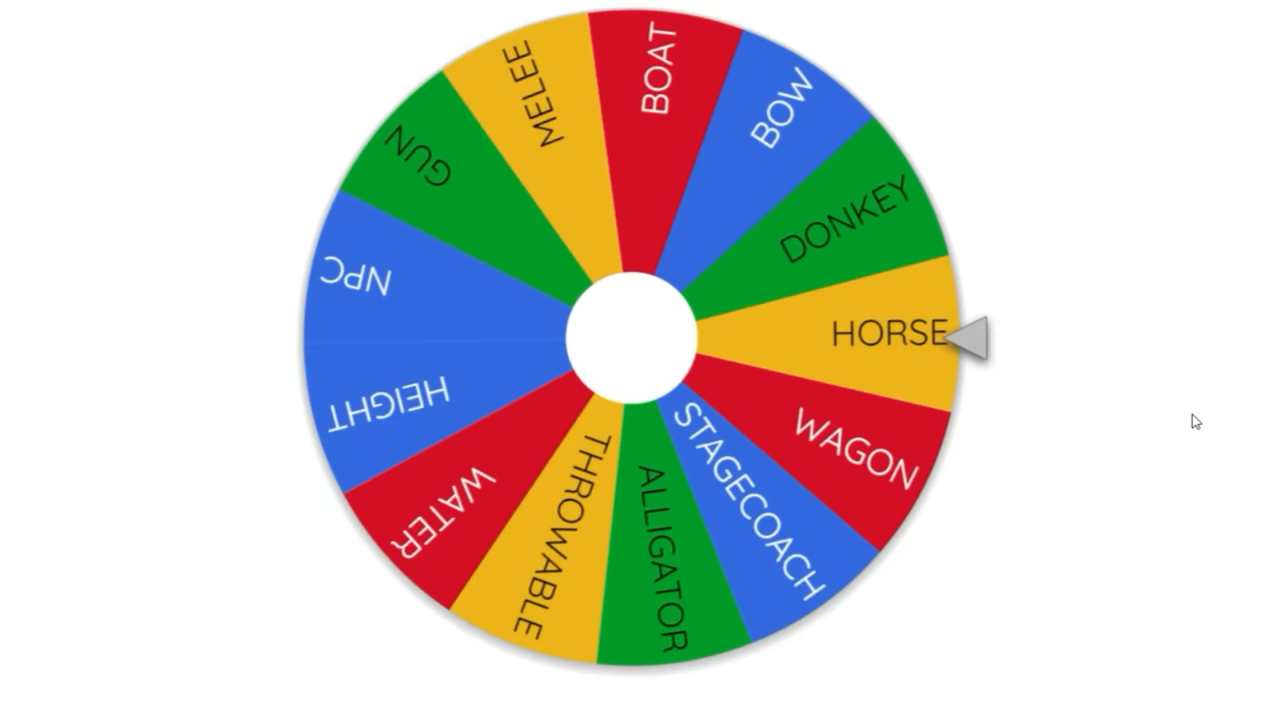 BOAT
BOW
DONKEY
HORSE
WAGON
STAGECOACH
ALLIGATOR
THROWABLE
WATER
HEIGHT
NPC
GUN
MELEE